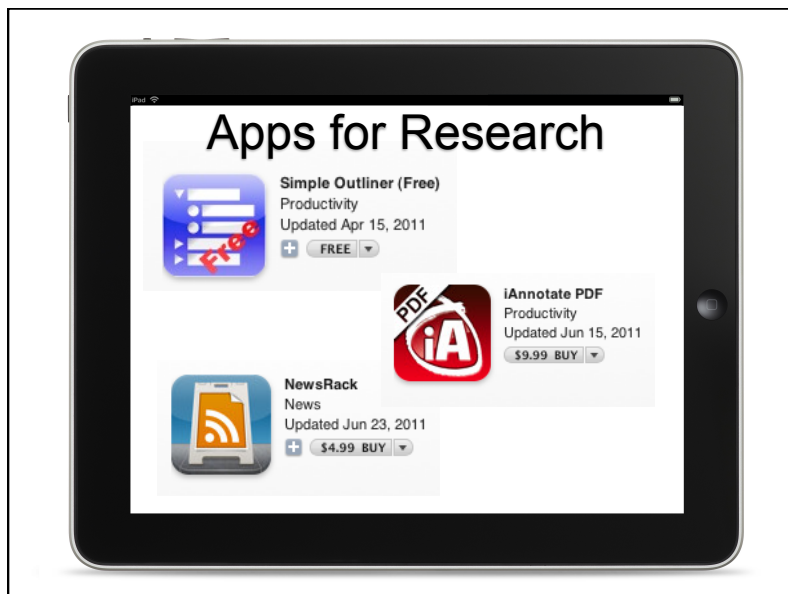 iPad
Apps for Research
Simple Outliner (Free)
Productivity
Updated Apr 15, 2011
FREE
Free
iAnnotate PDF
Productivity
Updated Jun 15, 2011
$9.99 BUY
PDF
iA
NewsRack
News
Updated Jun 23, 2011
$4.99 BUY